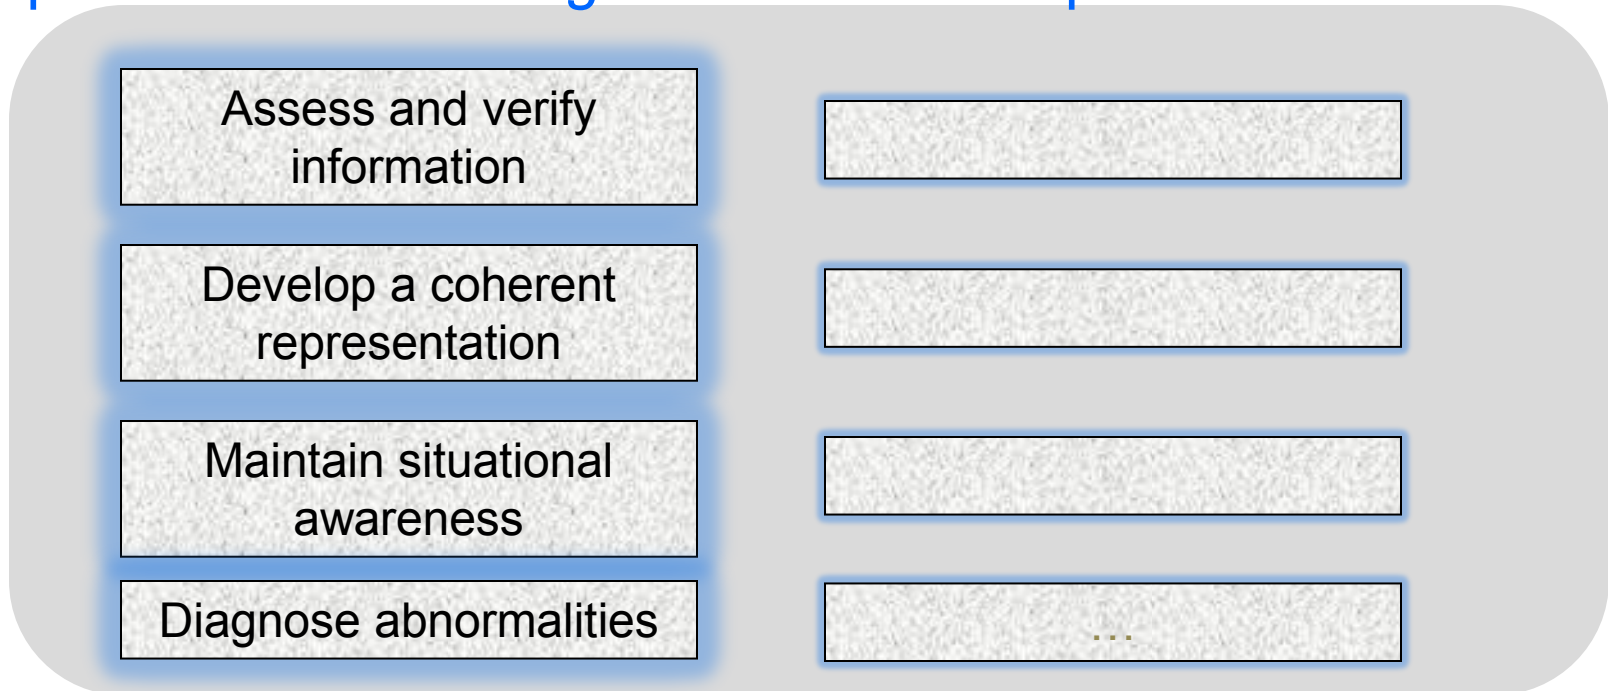 Assess and verify
information
Develop a coherent
representation
Maintain situational
awareness
Diagnose abnormalities
...